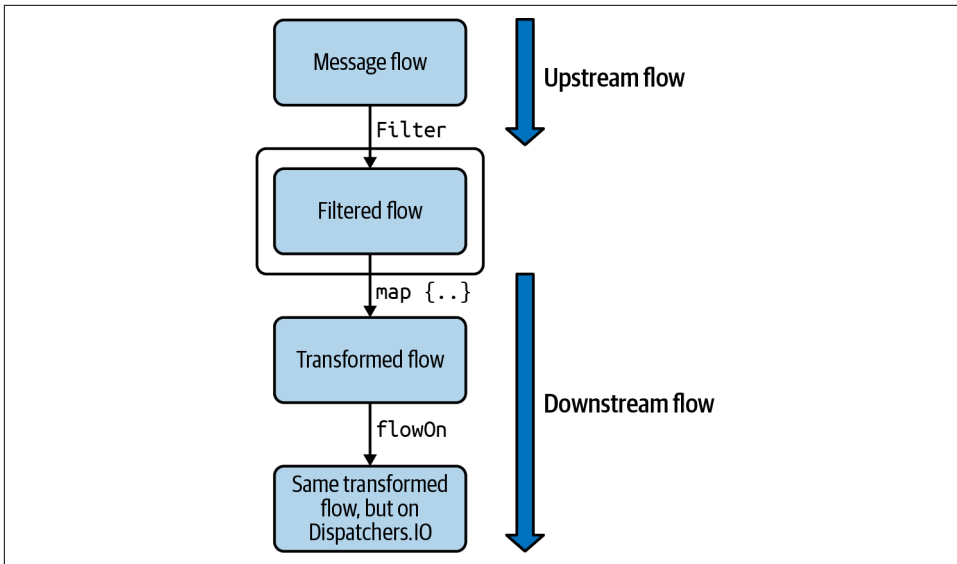 Message flow
Upstream flow
Filter
Filtered flow
map {..}
Transformed flow
Downstream flow
flowOn
Same transformed
flow, but on
Dispatchers.IO